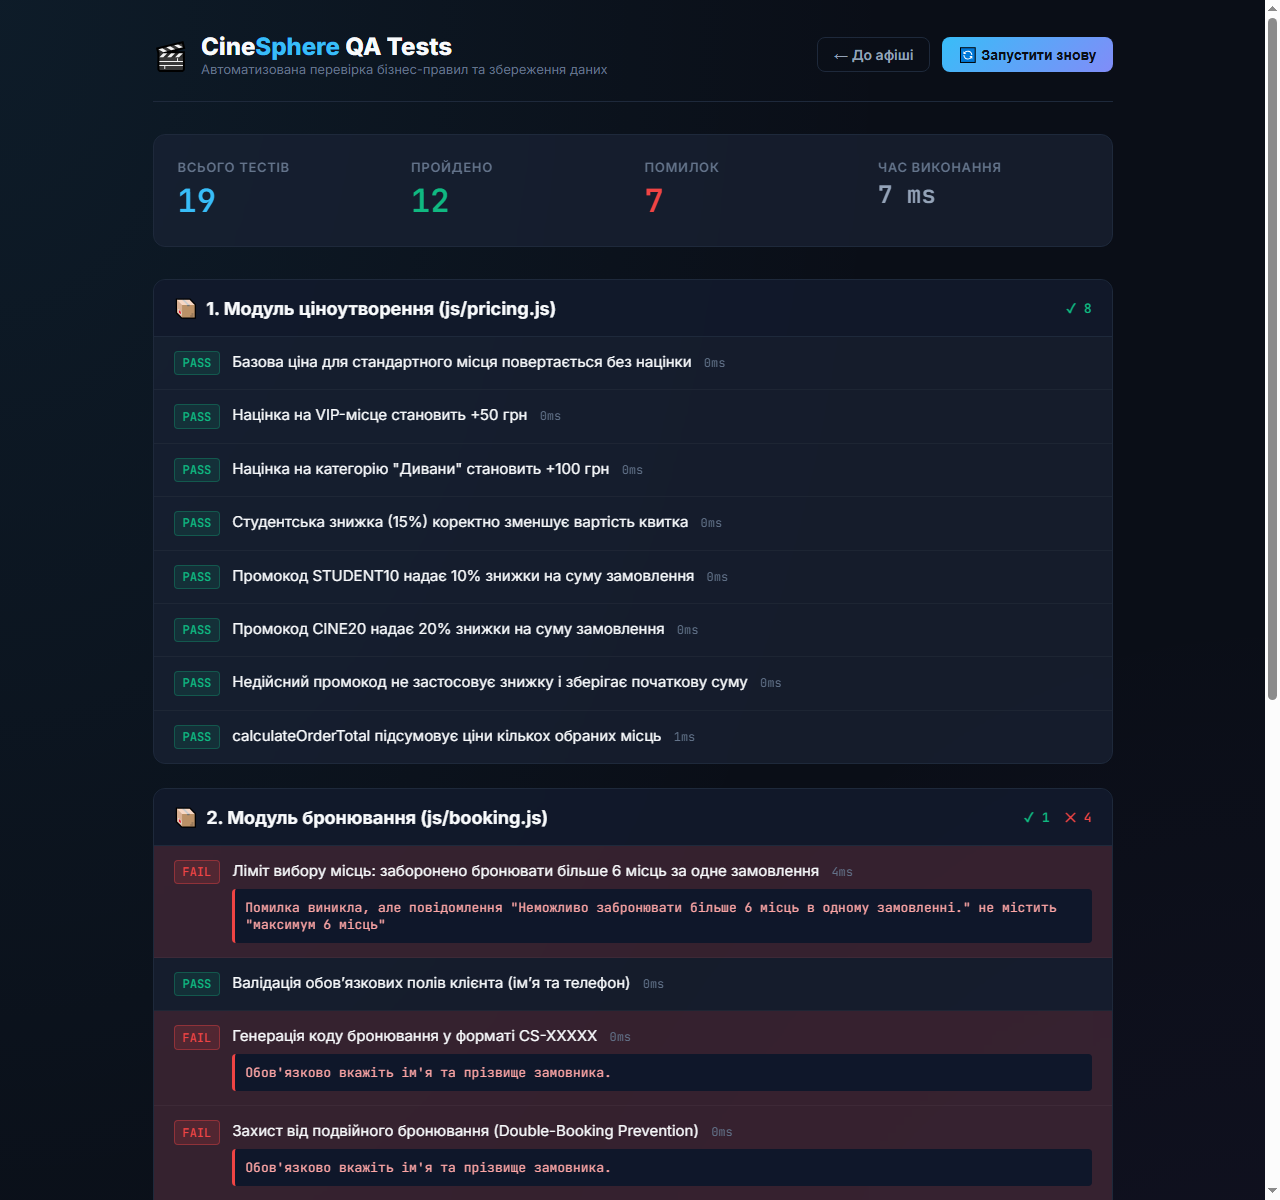 CineSphere QA Tests
Автоматизована перевірка бізнес-правил та збереження даних
← До афіші
Запустити знову
ВСЬОГО ТЕСТІВ
19
ПРОЙДЕНО
12
ПОМИЛОК
7
ЧАС ВИКОНАННЯ
7 ms
1. Модуль ціноутворення (js/pricing.js)
✓ 8
PASS Базова ціна для стандартного місця повертається без націнки 0ms
PASS Націнка на VIP-місце становить +50 грн 0ms
PASS Націнка на категорію "Дивани" становить +100 грн 0ms
PASS Студентська знижка (15%) коректно зменшує вартість квитка 0ms
PASS Промокод STUDENT10 надає 10% знижки на суму замовлення 0ms
PASS Промокод CINE20 надає 20% знижки на суму замовлення 0ms
PASS Недійсний промокод не застосовує знижку і зберігає початкову суму 0ms
PASS calculateOrderTotal підсумовує ціни кількох обраних місць 1ms
2. Модуль бронювання (js/booking.js)
✓ 1 ✕ 4
FAIL Ліміт вибору місць: заборонено бронювати більше 6 місць за одне замовлення 4ms
Помилка виникла, але повідомлення "Неможливо забронювати більше 6 місць в одному замовленні." не містить
"максимум 6 місць"
PASS Валідація обов’язкових полів клієнта (ім’я та телефон) 0ms
FAIL Генерація коду бронювання у форматі CS-XXXXX 0ms
Обов'язково вкажіть ім'я та прізвище замовника.
FAIL Захист від подвійного бронювання (Double-Booking Prevention) 0ms
Обов'язково вкажіть ім'я та прізвище замовника.